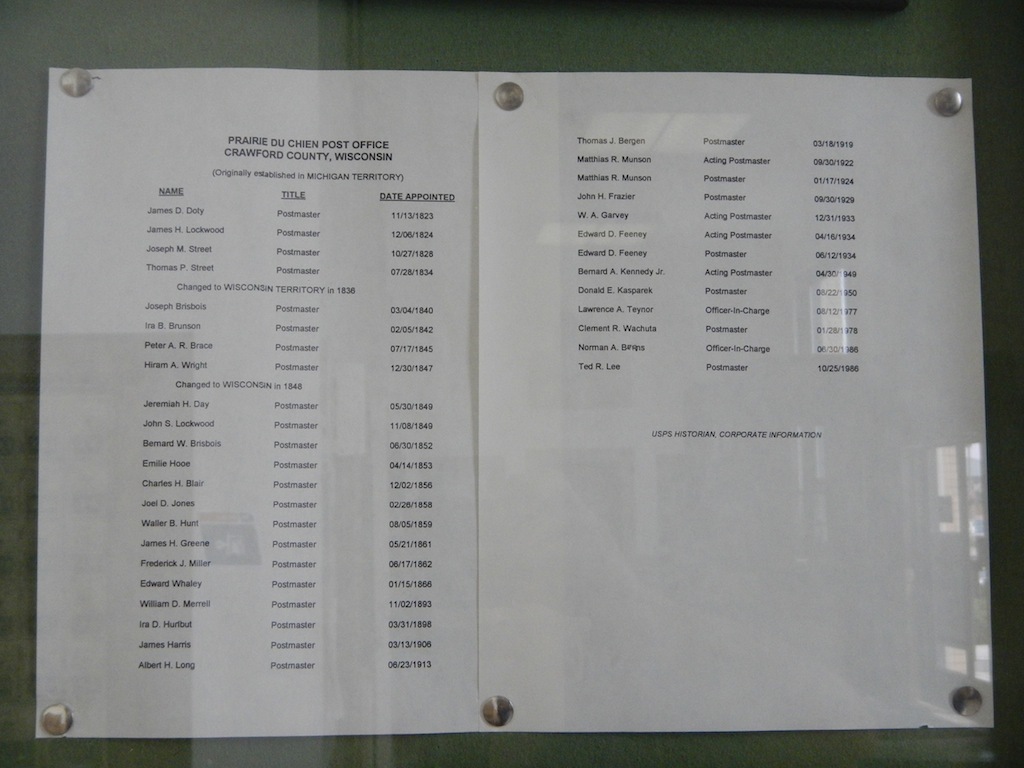 PRAIRIE DU CHIEN POST OFFICE
CRAWFORD COUNTY, WISCONSIN
(Originally established in MICHIGAN TERRITORY)
NAME TITLE DATE APPOINTED
James D. Doty Postmaster 11/13/1823
James H. Lockwood Postmaster 12/06/1824
Joseph M. Street Postmaster 10/27/1828
Thomas P. Street Postmaster 07/28/1834
Changed to WISCONSIN TERRITORY in 1836
Joseph Brisbois Postmaster 03/04/1840
Ira B. Brunson Postmaster 02/05/1842
Peter A. R. Brace Postmaster 07/17/1845
Hiram A. Wright Postmaster 12/30/1847
Changed to WISCONSIN in 1848
Jeremiah H. Day Postmaster 05/30/1849
John S. Lockwood Postmaster 11/08/1849
Bernard W. Brisbois Postmaster 06/30/1852
Emilie Hooe Postmaster 04/14/1853
Charles H. Blair Postmaster 12/02/1856
Joel D. Jones Postmaster 02/26/1858
Waller B. Hunt Postmaster 08/05/1859
James H. Greene Postmaster 05/21/1861
Frederick J. Miller Postmaster 06/17/1862
Edward Whaley Postmaster 01/15/1866
William D. Merrell Postmaster 11/02/1893
Ira D. Hurlbut Postmaster 03/31/1898
James Harris Postmaster 03/13/1906
Albert H. Long Postmaster 06/23/1913
Thomas J. Bergen Postmaster 03/18/1919
Matthias R. Munson Acting Postmaster 09/30/1922
Matthias R. Munson Postmaster 01/17/1924
John H. Frazier Postmaster 09/30/1929
W. A. Garvey Acting Postmaster 12/31/1933
Edward D. Feeney Acting Postmaster 04/16/1934
Edward D. Feeney Postmaster 06/12/1934
Bernard A. Kennedy Jr. Acting Postmaster 04/30/1949
Donald E. Kasparek Postmaster 08/22/1950
Lawrence A. Teynor Officer-In-Charge 08/12/1977
Clement R. Wachuta Postmaster 01/28/1978
Norman A. Officer-In-Charge 06/30/1986
Ted R. Lee Postmaster 10/25/1986
USPS HISTORIAN, CORPORATE INFORMATION